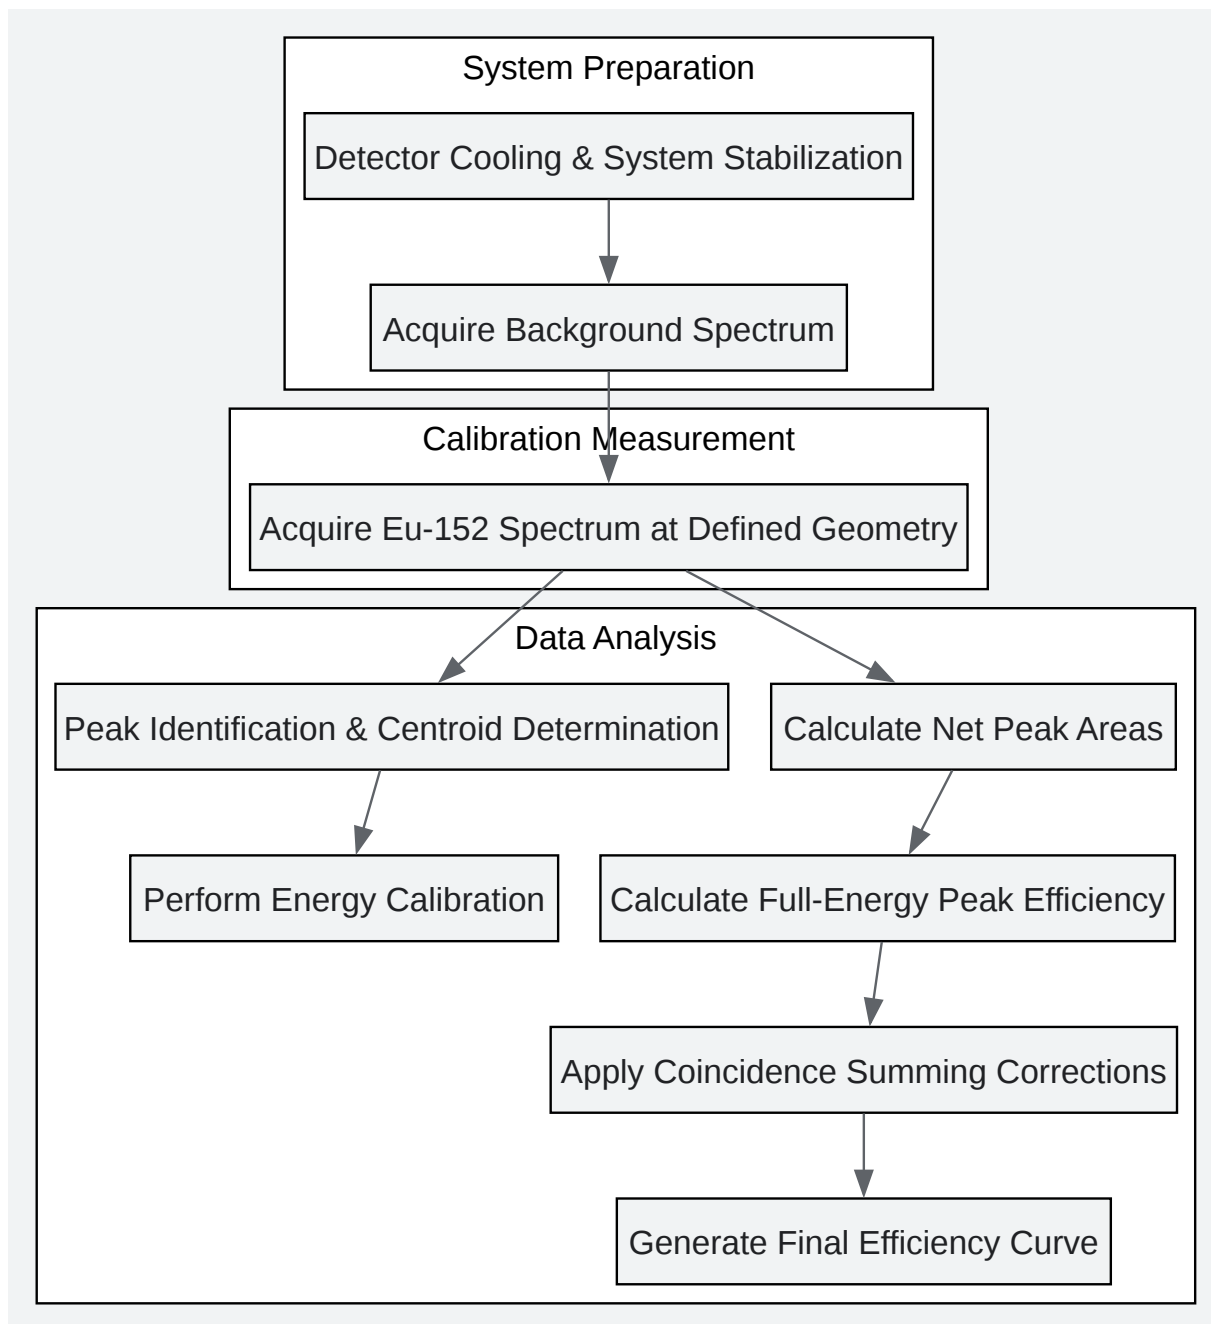 System Preparation
Detector Cooling & System Stabilization
Acquire Background Spectrum
Calibration Measurement
Acquire Eu-152 Spectrum at Defined Geometry
Data Analysis
Peak Identification & Centroid Determination
Calculate Net Peak Areas
Perform Energy Calibration
Calculate Full-Energy Peak Efficiency
Apply Coincidence Summing Corrections
Generate Final Efficiency Curve